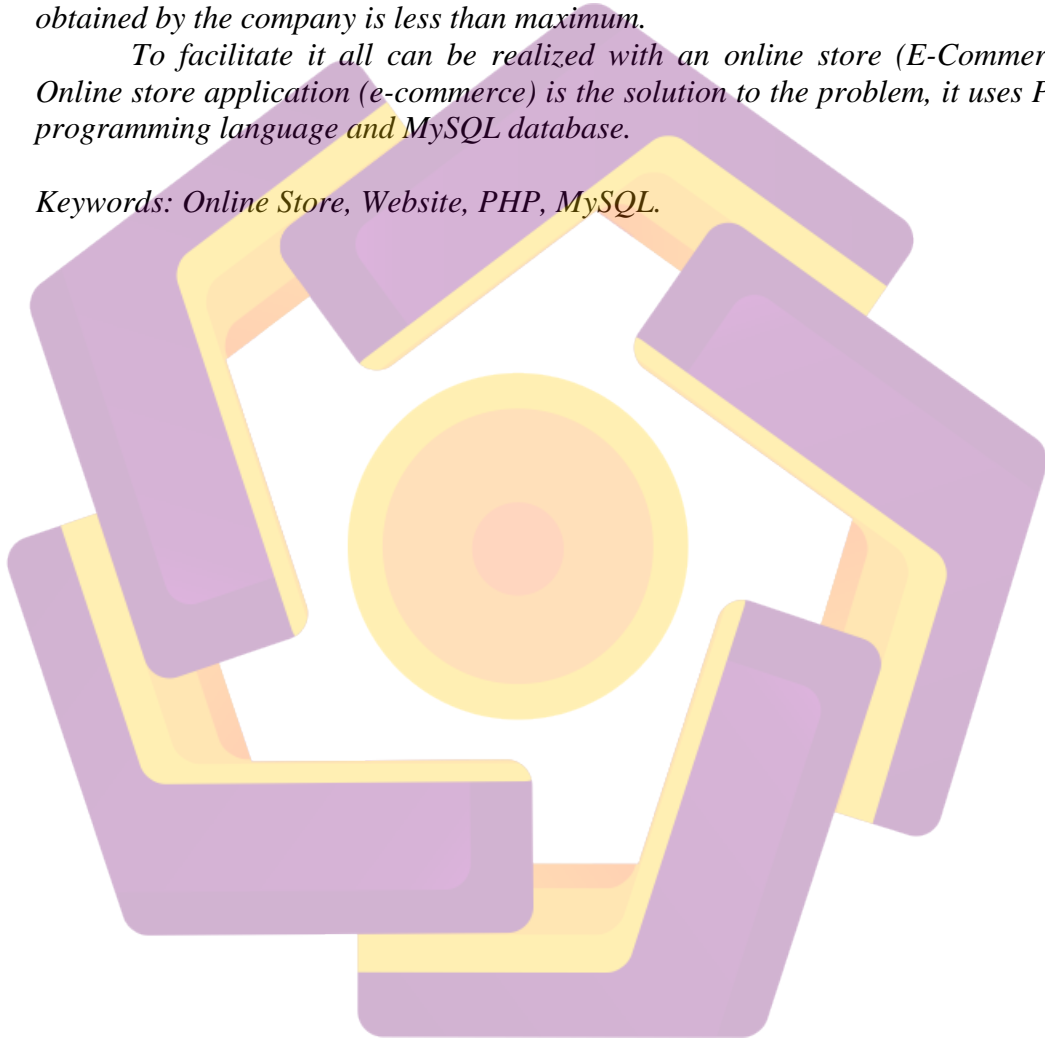 obtained by the company is less than maximum.
To facilitate it all can be realized with an online store (E-Commer
Online store application (e-commerce) is the solution to the problem, it uses P
programming language and MySQL database.
Keywords: Online Store, Website, PHP, MySQL.